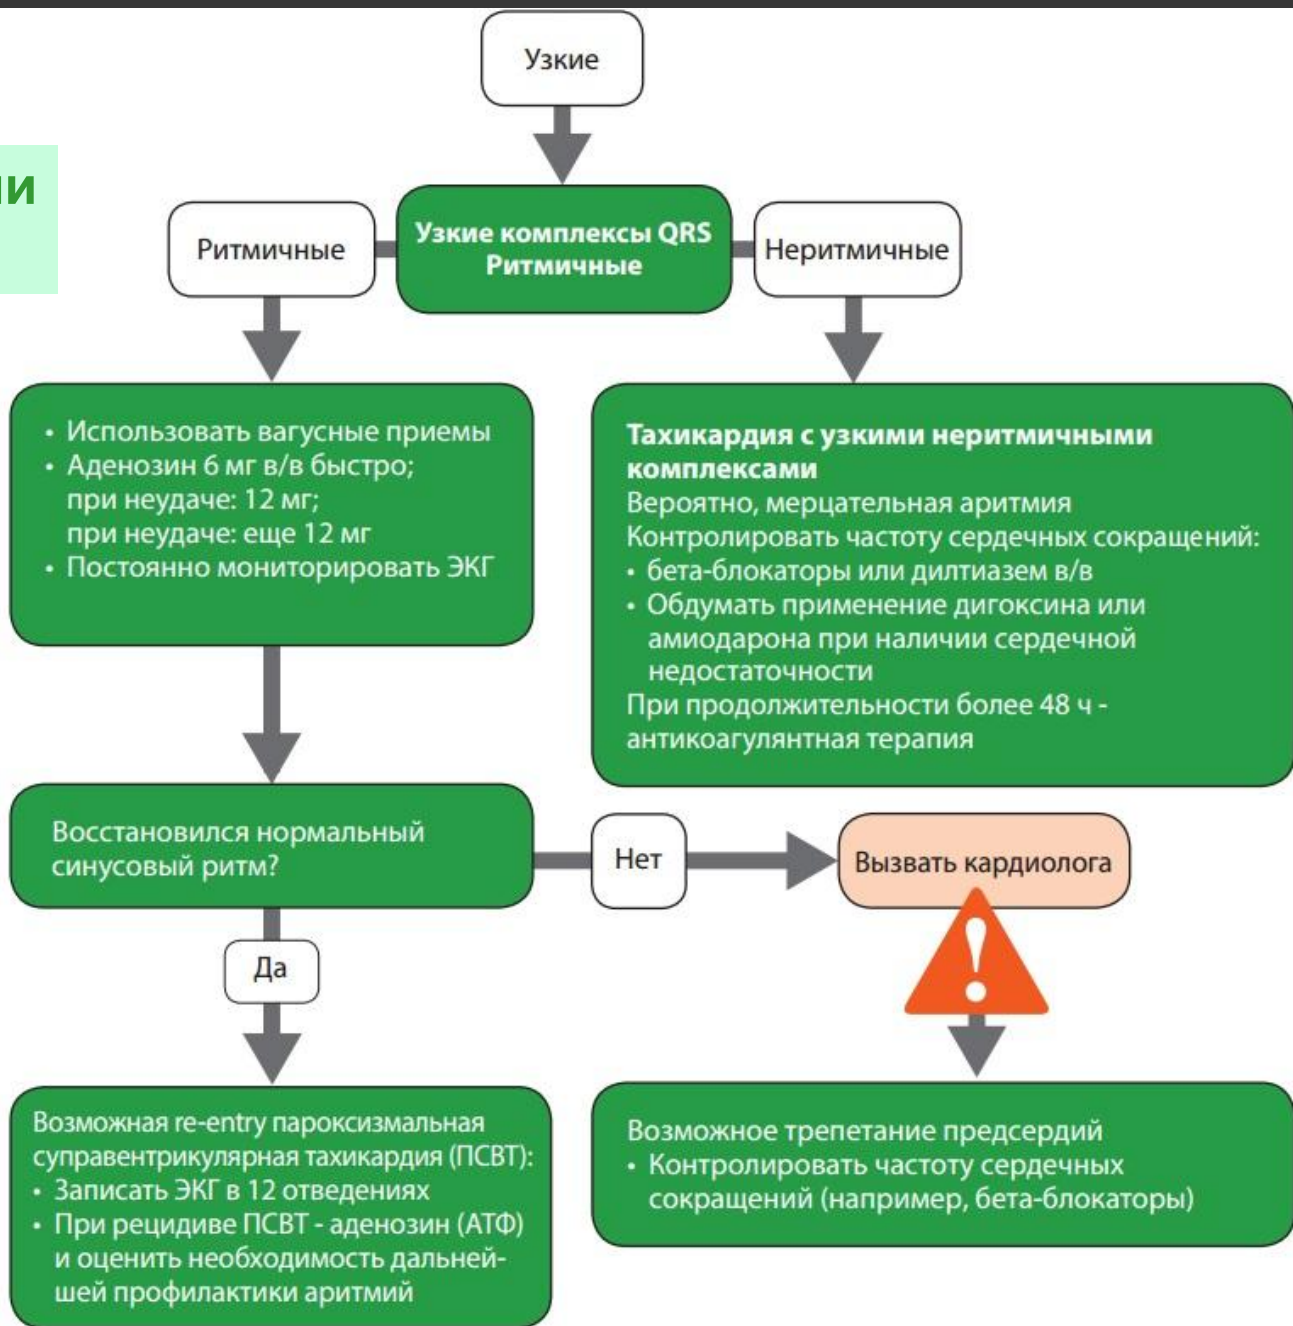 Узкие
ли
Ритмичные
Узкие комплексы QRS
Ритмичные
Неритмичные
• Использовать вагусные приемы
• Аденозин 6 мг в/в быстро;
при неудаче: 12 мг;
при неудаче: еще 12 мг
• Постоянно мониторировать ЭКГ
Тахикардия с узкими неритмичными
комплексами
Вероятно, мерцательная аритмия
Контролировать частоту сердечных сокращений:
• бета-блокаторы или дилтиазем в/в
• Обдумать применение дигоксина или
амиодарона при наличии сердечной
недостаточности
При продолжительности более 48 ч -
антикоагулянтная терапия
Восстановился нормальный
синусовый ритм?
Нет
Вызвать кардиолога
!
Да
Возможная re-entry пароксизмальная
суправентрикулярная тахикардия (ПСВТ):
• Записать ЭКГ в 12 отведениях
• При рецидиве ПСВТ - аденозин (АТФ)
и оценить необходимость дальней-
шей профилактики аритмий
Возможное трепетание предсердий
• Контролировать частоту сердечных
сокращений (например, бета-блокаторы)